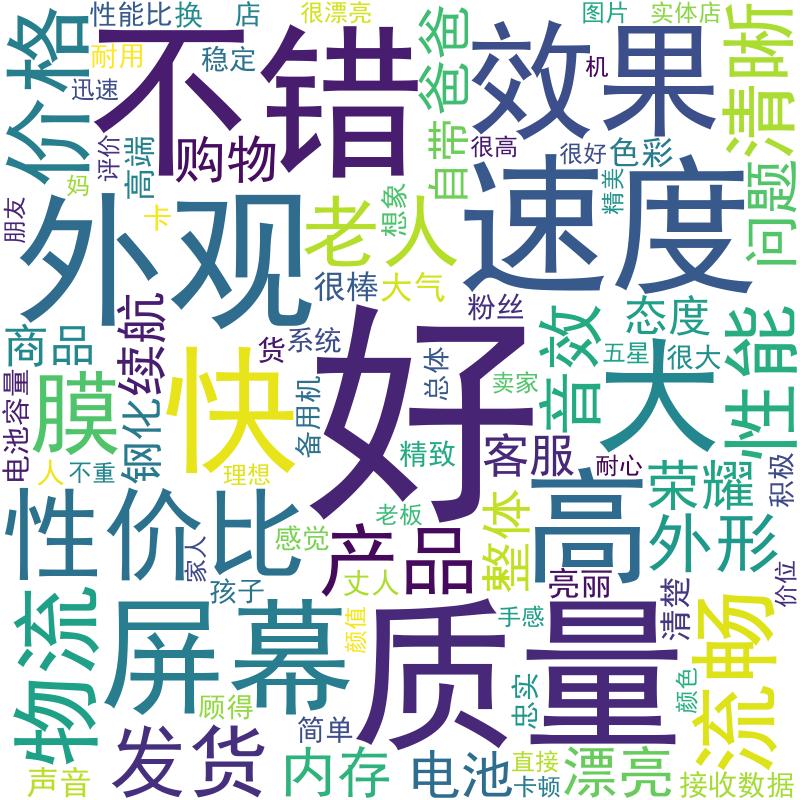 性能比
换
店
很漂亮
图片
实体店
价格
耐用
不错
稳定
爸爸
效果
机
清晰
迅速
评价
高端
购物
自带
很高
很好
色彩
朋友
妈
卡
外观
老人
想象
速度
精美
问题
很棒
大气
粉丝
商品
续航
货
系统
音效
态度
性能
电池容量
膜
钢化
快
好
总体
卖家
五星
很大
大
人
不重
理想
备用机
精致
客服
耐心
积极
性价比
家人
感觉
老板
产品
整体
高
荣耀
外形
孩子
丈人
亮丽
清楚
价位
物流
屏幕
颜值
质量
手感
流畅
顾得
忠实
颜色
声音
发货
简单
内存
电池
直接
卡顿
漂亮
接收数据